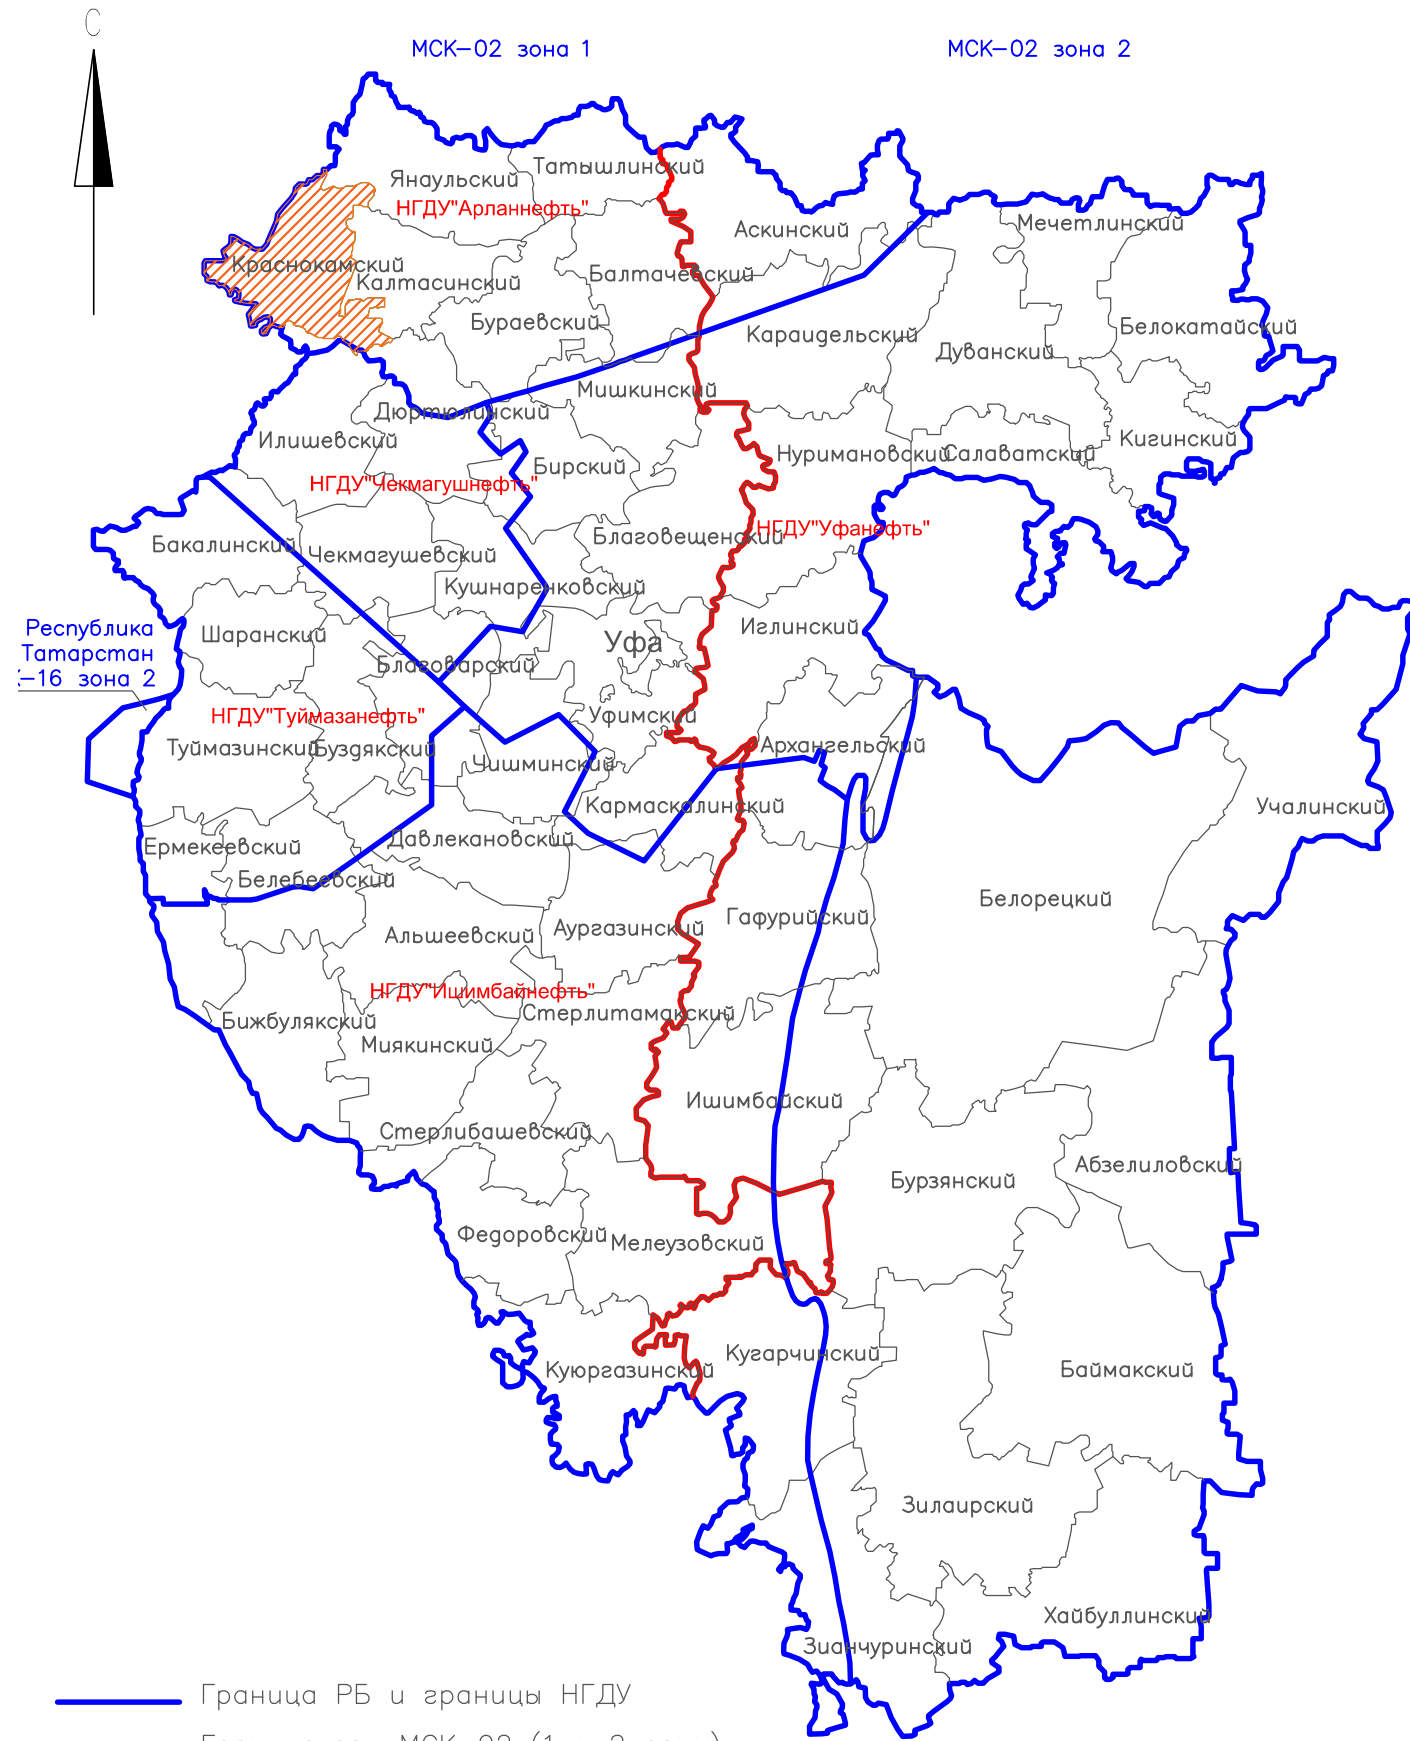 С
МСК-02 зона 1
МСК-02 зона 2
Татышлинский
Янаульский
НГДУ"Арланнефть"
Мечетлинский
Аскинский
Краснокамский
Калтасинский
Балтачевский
Бураевский
Караидельский
Белокатайский
Дуванский
Мишкинский
Дюртюлинский
Илишевский
Кигинский
Нуримановский
Салаватский
Бирский
НГДУ"Чекмагушнефть"
НГДУ"Уфанефть"
Благовещенский
Бакалинский
Чекмагушевский
Кушнаренковский
Республика
Татарстан
-16 зона 2
Шаранский
Иглинский
Уфа
Благоварский
НГДУ"Туймазанефть"
Уфимский
Туймазинский
Буздякский
Архангельский
Чишминский
Кармаскалинский
Учалинский
Ермекеевский
Давлекановский
Белебеевский
Белорецкий
Гафурийский
Альшеевский
Аургазинский
НГДУ"Ишимбайнефть"
Стерлитамакский
Бижбулякский
Миякинский
Ишимбайский
Стерлибашевский
Абзелиловский
Бурзянский
Федоровский
Мелеузовский
Кугарчинский
Куюргазинский
Баймакский
Зилаирский
Хайбуллинский
Зианчуринский
Граница РБ и границы НГДУ